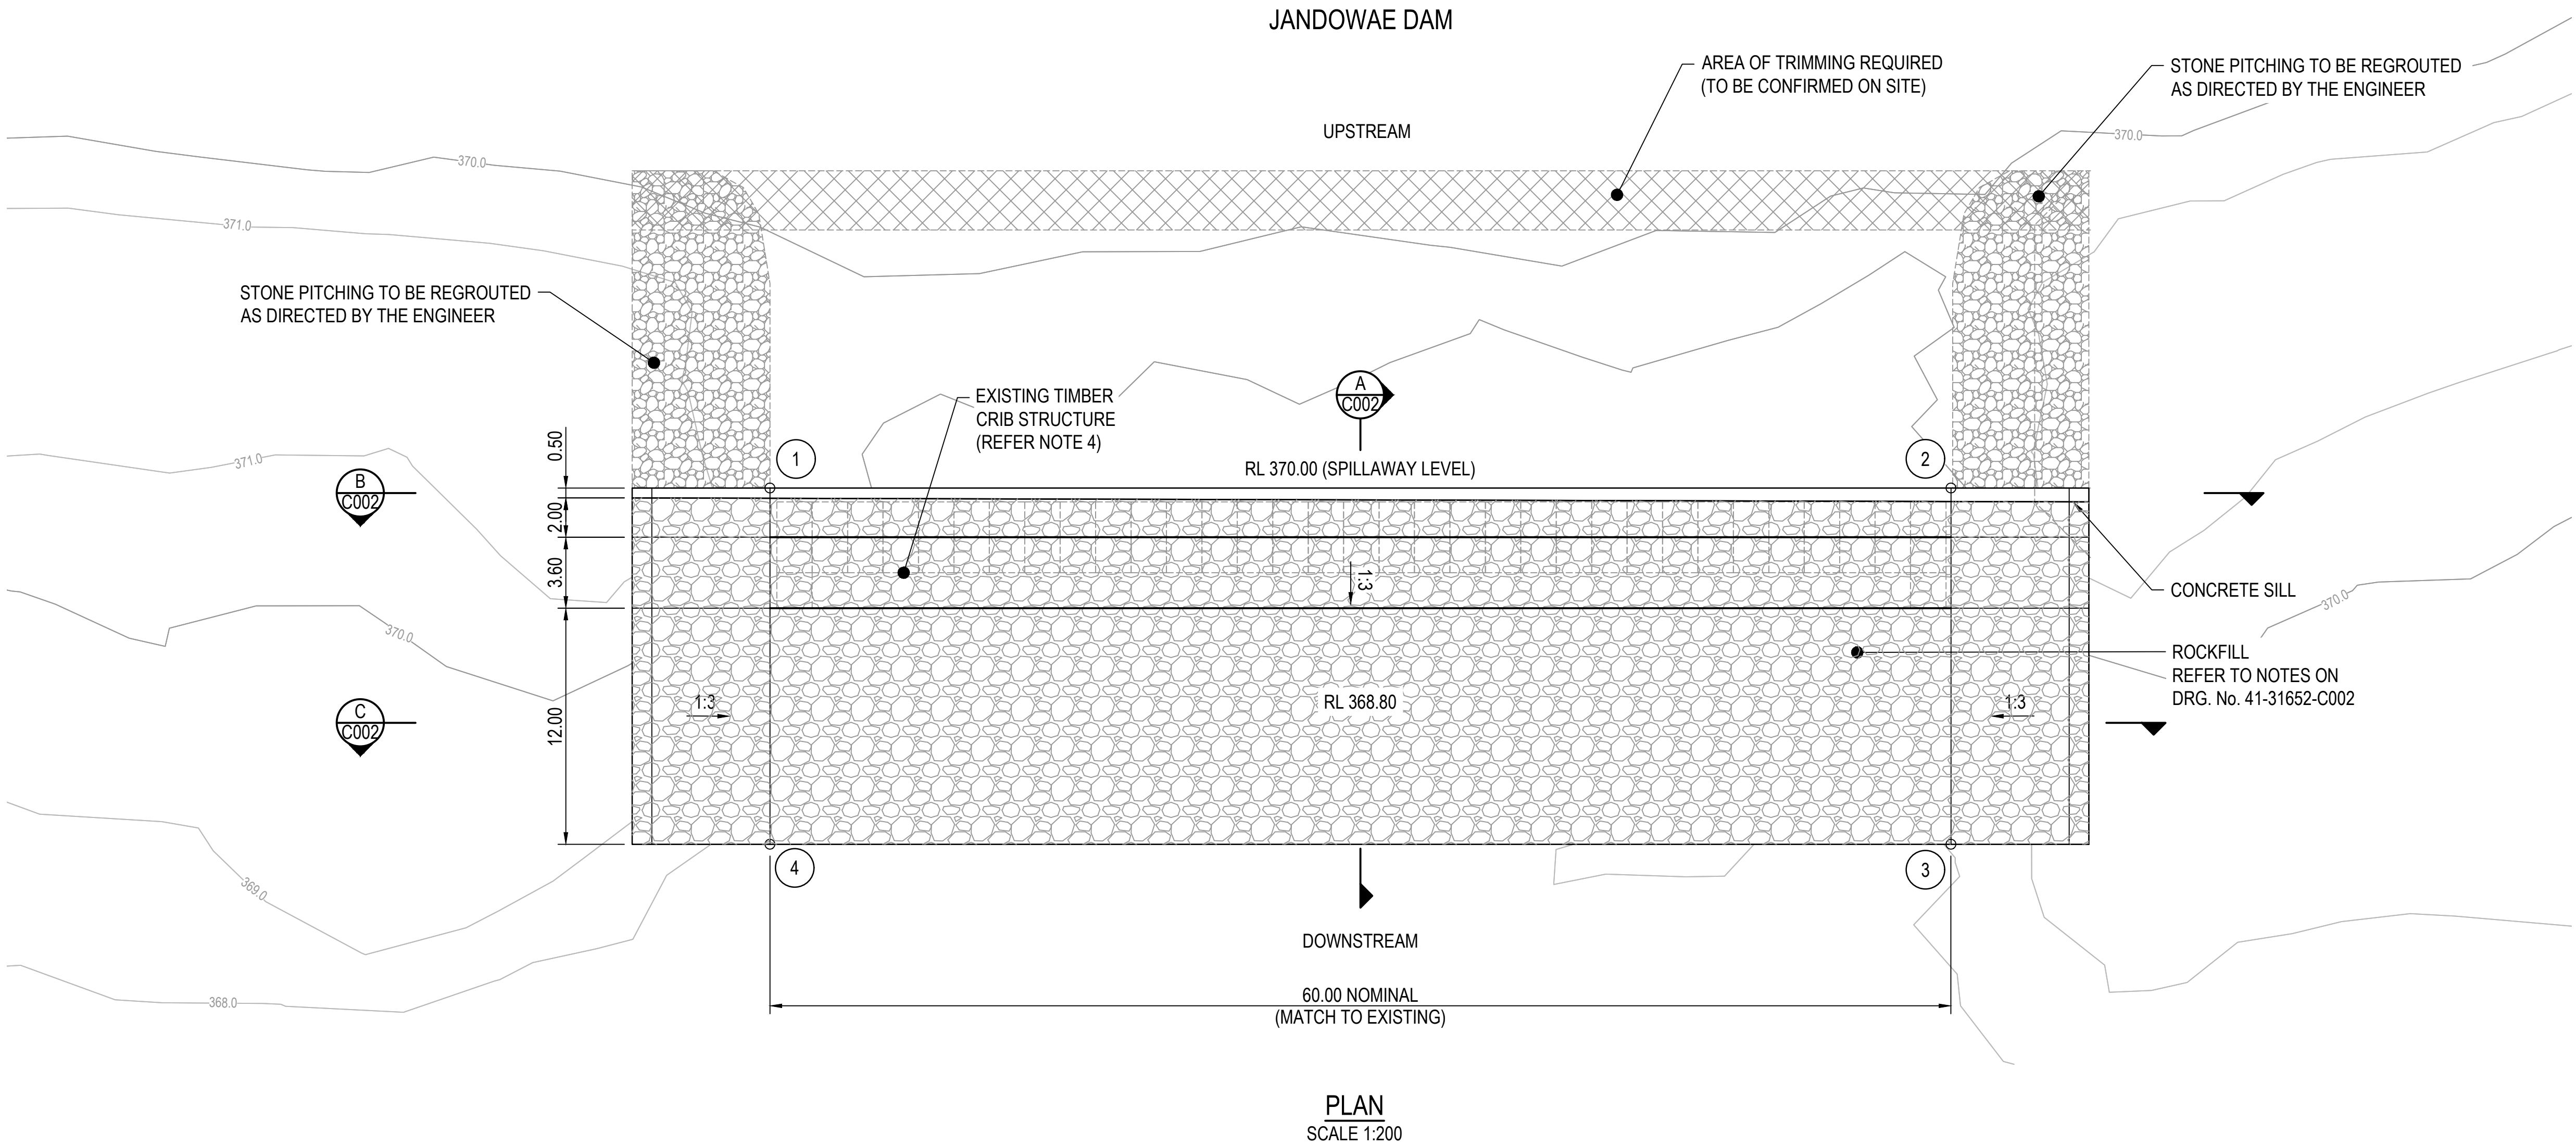 JANDOWAE DAM
AREA OF TRIMMING REQUIRED
(TO BE CONFIRMED ON SITE)
STONE PITCHING TO BE REGROUTED
AS DIRECTED BY THE ENGINEER
UPSTREAM
370.0
370.0
371.0
STONE PITCHING TO BE REGROUTED
AS DIRECTED BY THE ENGINEER
EXISTING TIMBER
CRIB STRUCTURE
(REFER NOTE 4)
A
C002
0.50
371.0
1
2
RL 370.00 (SPILLAWAY LEVEL)
B
C002
2.00
3.60
1:3
CONCRETE SILL
370.0
370.0
ROCKFILL
REFER TO NOTES ON
DRG. No. 41-31652-C002
C
C002
12.00
1:3
RL 368.80
1:3
4
3
369.0
DOWNSTREAM
368.0
60.00 NOMINAL
(MATCH TO EXISTING)
PLAN
SCALE 1:200